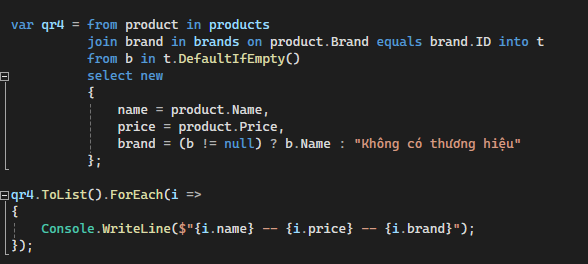 var qr4 = from product in products
join brand in brands on product.Brand equals brand.ID into t
from b in t.DefaultIfEmpty()
select new
{
name = product.Name,
price = product.Price,
brand = (b != null) ? b.Name : "Không có thương hiệu"
};
qr4.ToList().ForEach(i =>
{
Console.WriteLine($"{i.name} -- {i.price} -- {i.brand}");
});